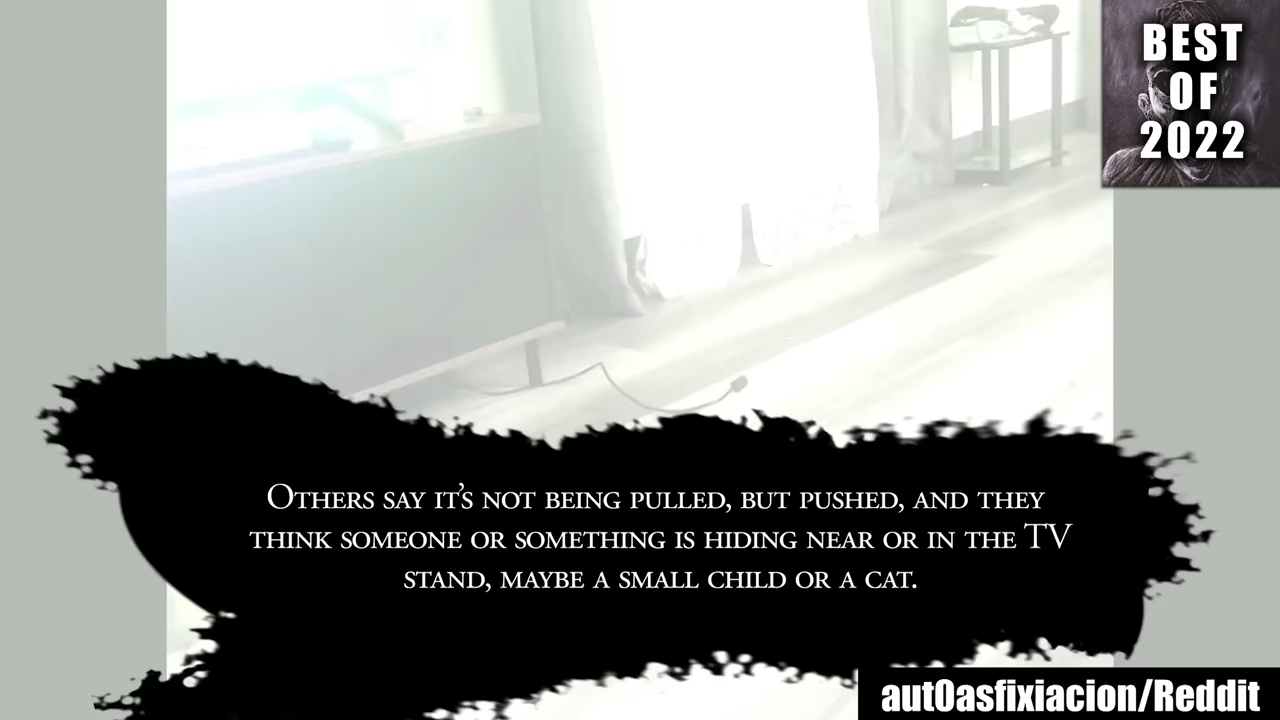 BEST
OF
2022
Others say it's not being pulled, but pushed, and they
think someone or something is hiding near or in the TV
stand, maybe a small child or a cat.
aut0asfixiacion/Reddit